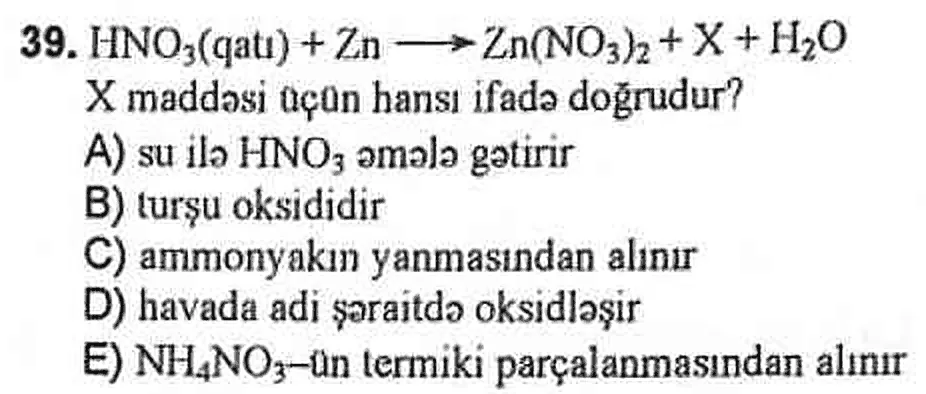 39. HNO₃(qatı) + Zn ⟶ Zn(NO₃)₂ + X + H₂O
X maddəsi üçün hansı ifadə doğrudur?
A) su ilə HNO₃ əmələ gətirir
B) turşu oksididir
C) ammonyakın yanmasından alınır
D) havada adi şəraitdə oksidləşir
E) NH₄NO₃–ün termiki parçalanmasından alınır